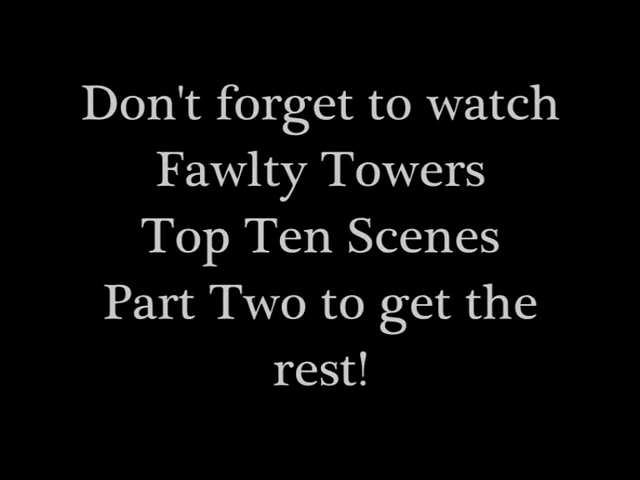 Don't forget to watch
Fawlty Towers
Top Ten Scenes
Part Two to get the
rest!